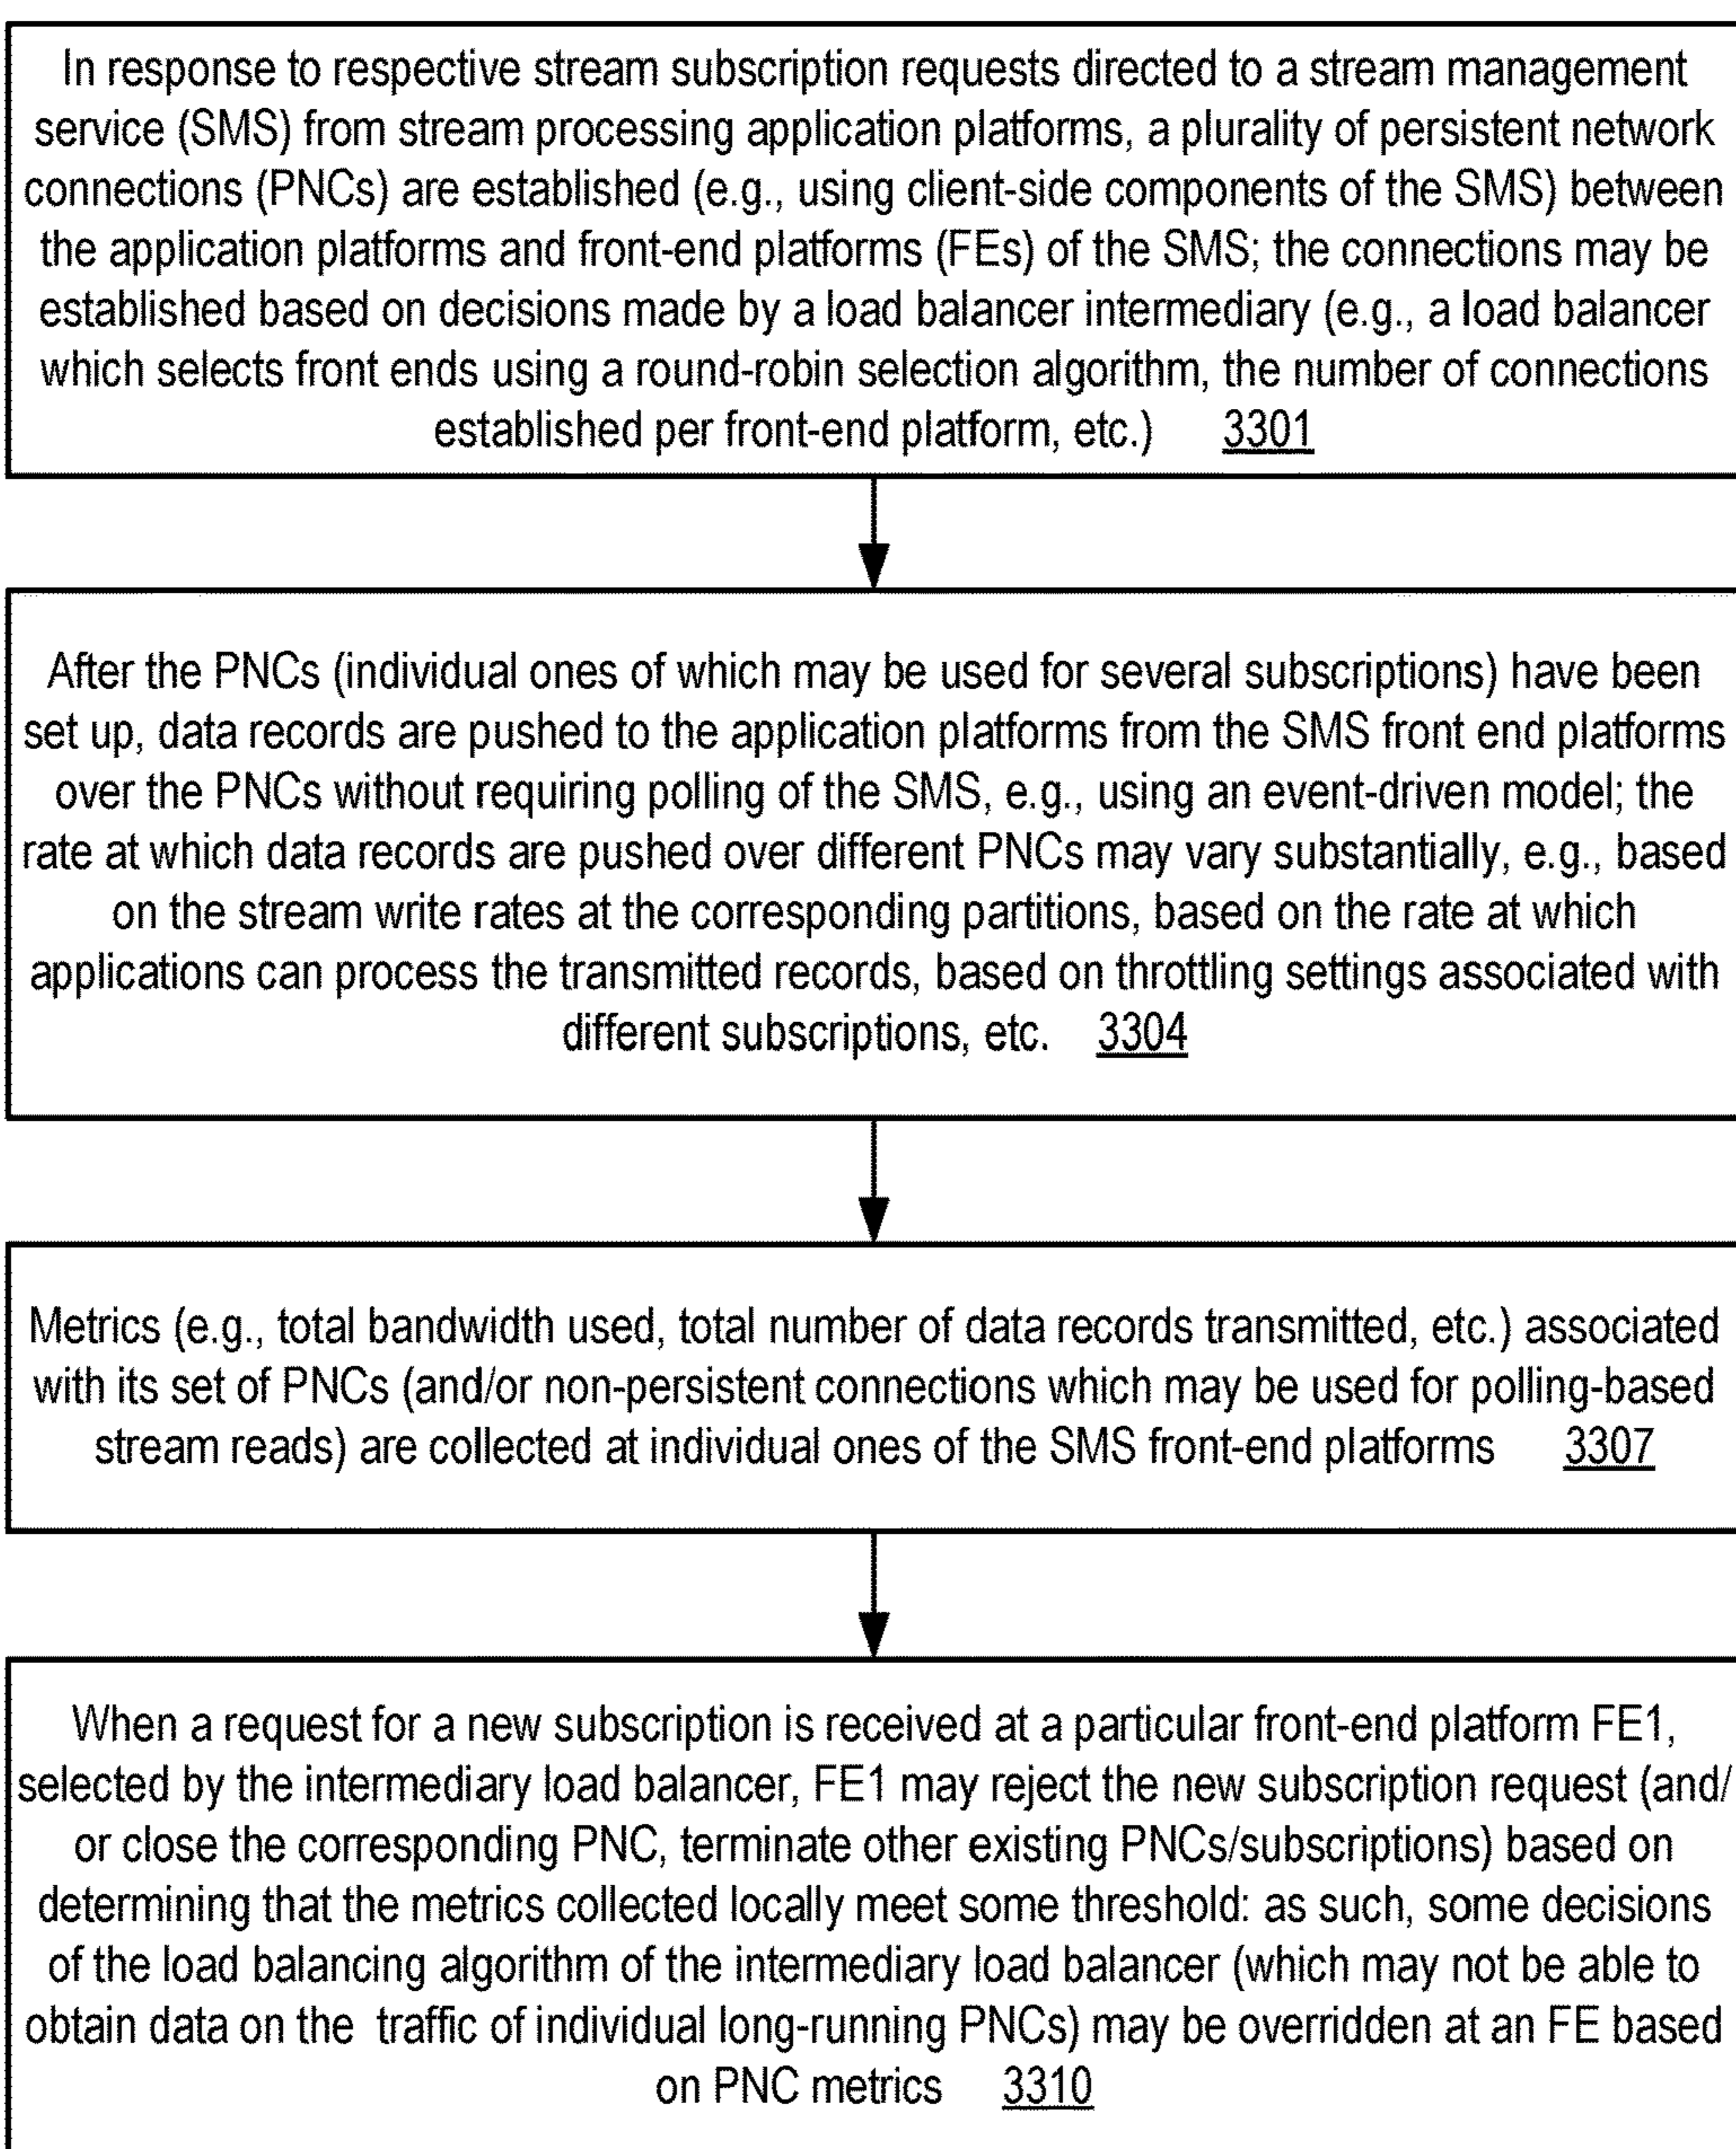 In response to respective stream subscription requests directed to a stream management
service (SMS) from stream processing application platforms, a plurality of persistent network
connections (PNCs) are established (e.g., using client-side components of the SMS) between
the application platforms and front-end platforms (FEs) of the SMS; the connections may be
established based on decisions made by a load balancer intermediary (e.g., a load balancer
which selects front ends using a round-robin selection algorithm, the number of connections
established per front-end platform, etc.) 3301
After the PNCs (individual ones of which may be used for several subscriptions) have been
set up, data records are pushed to the application platforms from the SMS front end platforms
over the PNCs without requiring polling of the SMS, e.g., using an event-driven model; the
rate at which data records are pushed over different PNCs may vary substantially, e.g., based
on the stream write rates at the corresponding partitions, based on the rate at which
applications can process the transmitted records, based on throttling settings associated with
different subscriptions, etc. 3304
Metrics (e.g., total bandwidth used, total number of data records transmitted, etc.) associated
with its set of PNCs (and/or non-persistent connections which may be used for polling-based
stream reads) are collected at individual ones of the SMS front-end platforms 3307
When a request for a new subscription is received at a particular front-end platform FE1,
selected by the intermediary load balancer, FE1 may reject the new subscription request (and/
or close the corresponding PNC, terminate other existing PNCs/subscriptions) based on
determining that the metrics collected locally meet some threshold: as such, some decisions
of the load balancing algorithm of the intermediary load balancer (which may not be able to
obtain data on the traffic of individual long-running PNCs) may be overridden at an FE based
on PNC metrics 3310